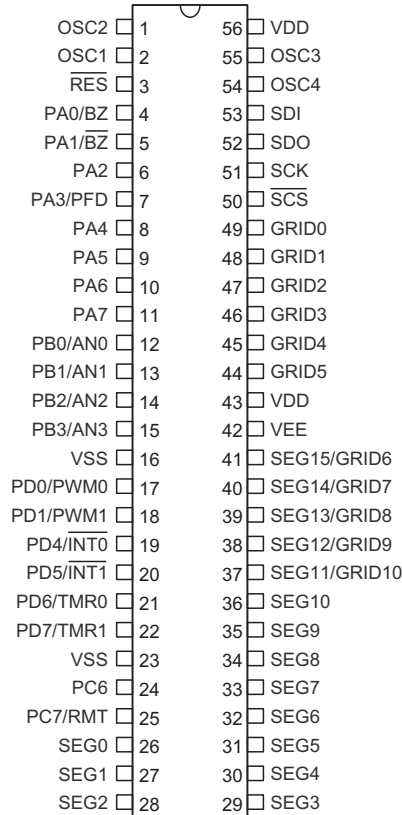 OSC2 1 56 VDD
OSC1 2 55 OSC3
R̅E̅S̅ 3 54 OSC4
PA0/BZ 4 53 SDI
PA1/B̅Z̅ 5 52 SDO
PA2 6 51 SCK
PA3/PFD 7 50 S̅C̅S̅
PA4 8 49 GRID0
PA5 9 48 GRID1
PA6 10 47 GRID2
PA7 11 46 GRID3
PB0/AN0 12 45 GRID4
PB1/AN1 13 44 GRID5
PB2/AN2 14 43 VDD
PB3/AN3 15 42 VEE
VSS 16 41 SEG15/GRID6
PD0/PWM0 17 40 SEG14/GRID7
PD1/PWM1 18 39 SEG13/GRID8
PD4/I̅N̅T̅0̅ 19 38 SEG12/GRID9
PD5/I̅N̅T̅1̅ 20 37 SEG11/GRID10
PD6/TMR0 21 36 SEG10
PD7/TMR1 22 35 SEG9
VSS 23 34 SEG8
PC6 24 33 SEG7
PC7/RMT 25 32 SEG6
SEG0 26 31 SEG5
SEG1 27 30 SEG4
SEG2 28 29 SEG3